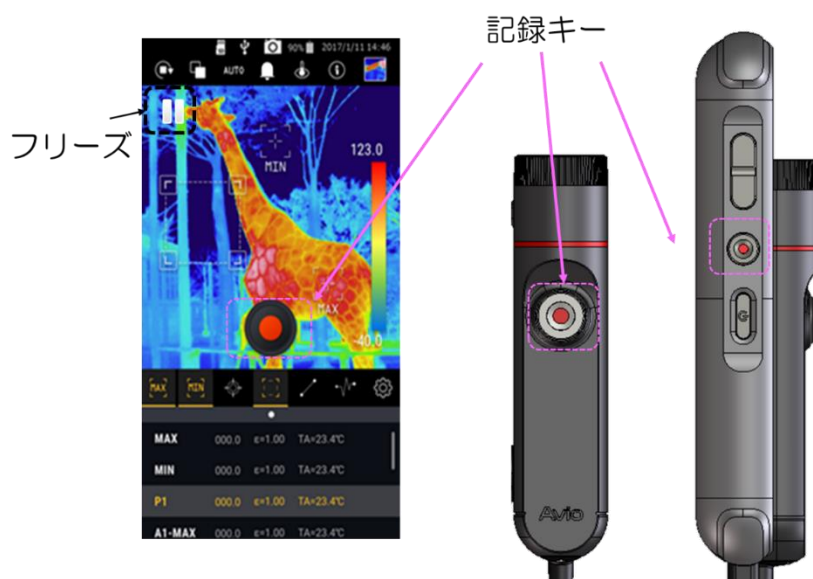 記録キー
フリーズ
90% 2017/1/11 14:46
AUTO
MIN
123.0
MAX
-40.0
MAX MIN
MAX 000.0 ε=1.00 TA=23.4℃
MIN 000.0 ε=1.00 TA=23.4℃
P1 000.0 ε=1.00 TA=23.4℃
A1-MAX 000.0 ε=1.00 TA=23.4℃
Avio